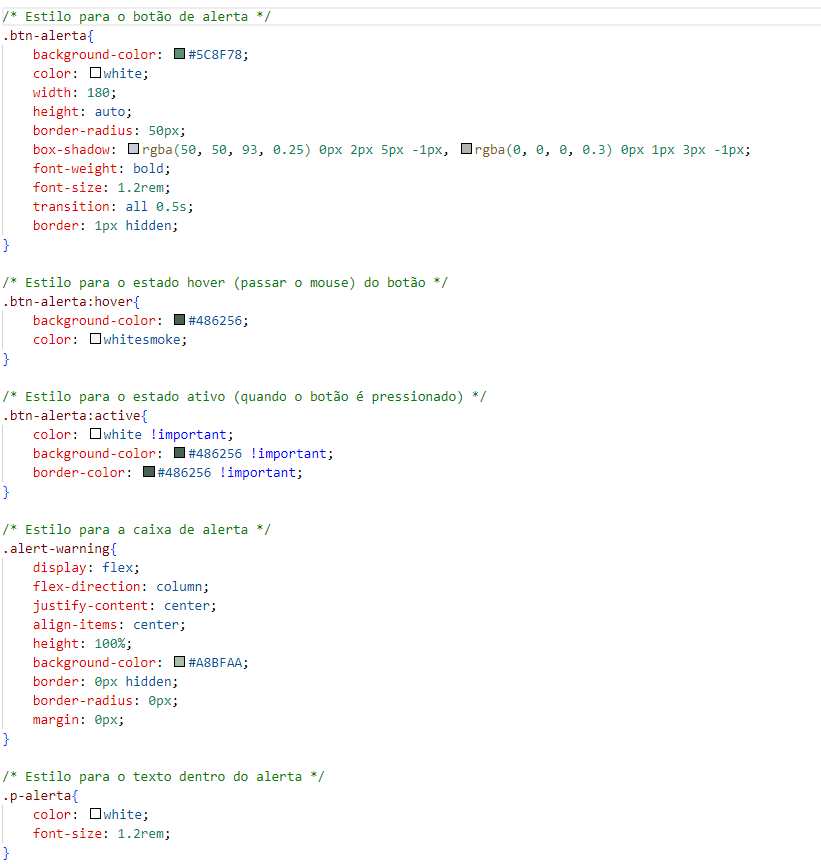 /* Estilo para o botão de alerta */
.btn-alerta{
    background-color: #5C8F78;
    color: white;
    width: 180;
    height: auto;
    border-radius: 50px;
    box-shadow: rgba(50, 50, 93, 0.25) 0px 2px 5px -1px, rgba(0, 0, 0, 0.3) 0px 1px 3px -1px;
    font-weight: bold;
    font-size: 1.2rem;
    transition: all 0.5s;
    border: 1px hidden;
}

/* Estilo para o estado hover (passar o mouse) do botão */
.btn-alerta:hover{
    background-color: #486256;
    color: whitesmoke;
}

/* Estilo para o estado ativo (quando o botão é pressionado) */
.btn-alerta:active{
    color: white !important;
    background-color: #486256 !important;
    border-color: #486256 !important;
}

/* Estilo para a caixa de alerta */
.alert-warning{
    display: flex;
    flex-direction: column;
    justify-content: center;
    align-items: center;
    height: 100%;
    background-color: #A8BFAA;
    border: 0px hidden;
    border-radius: 0px;
    margin: 0px;
}

/* Estilo para o texto dentro do alerta */
.p-alerta{
    color: white;
    font-size: 1.2rem;
}